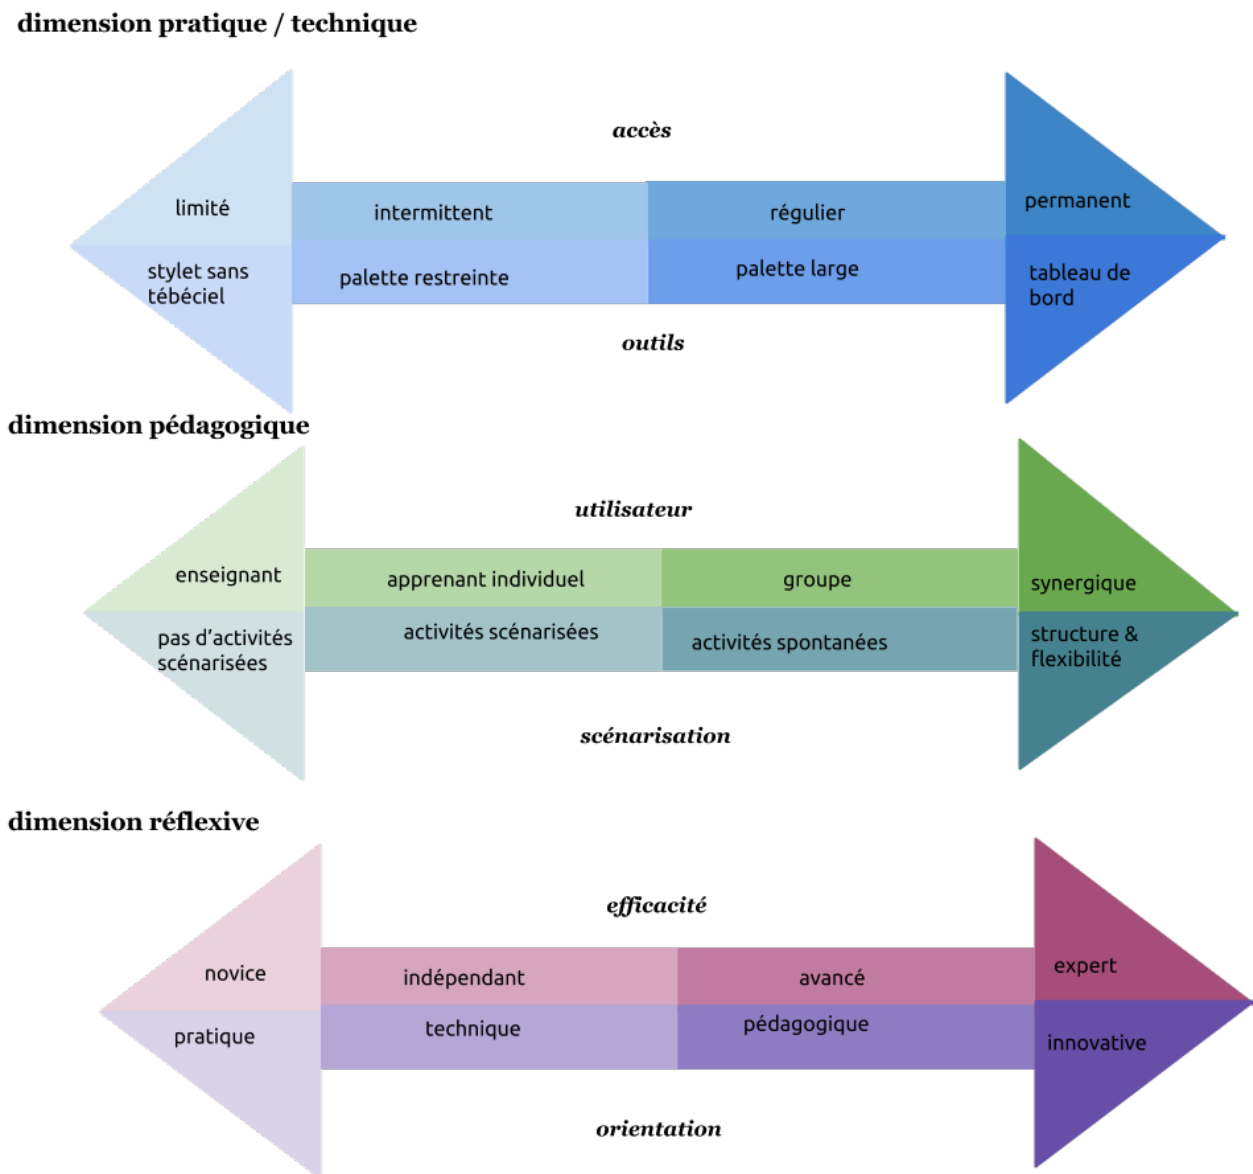 dimension pratique / technique
accès
limité
intermittent
régulier
permanent
stylet sans
tébéciel
palette restreinte
palette large
tableau de
bord
outils
dimension pédagogique
utilisateur
enseignant
apprenant individuel
groupe
synergique
pas d'activités
scénarisées
activités scénarisées
activités spontanées
structure &
flexibilité
scénarisation
dimension réflexive
efficacité
novice
indépendant
avancé
expert
pratique
technique
pédagogique
innovative
orientation